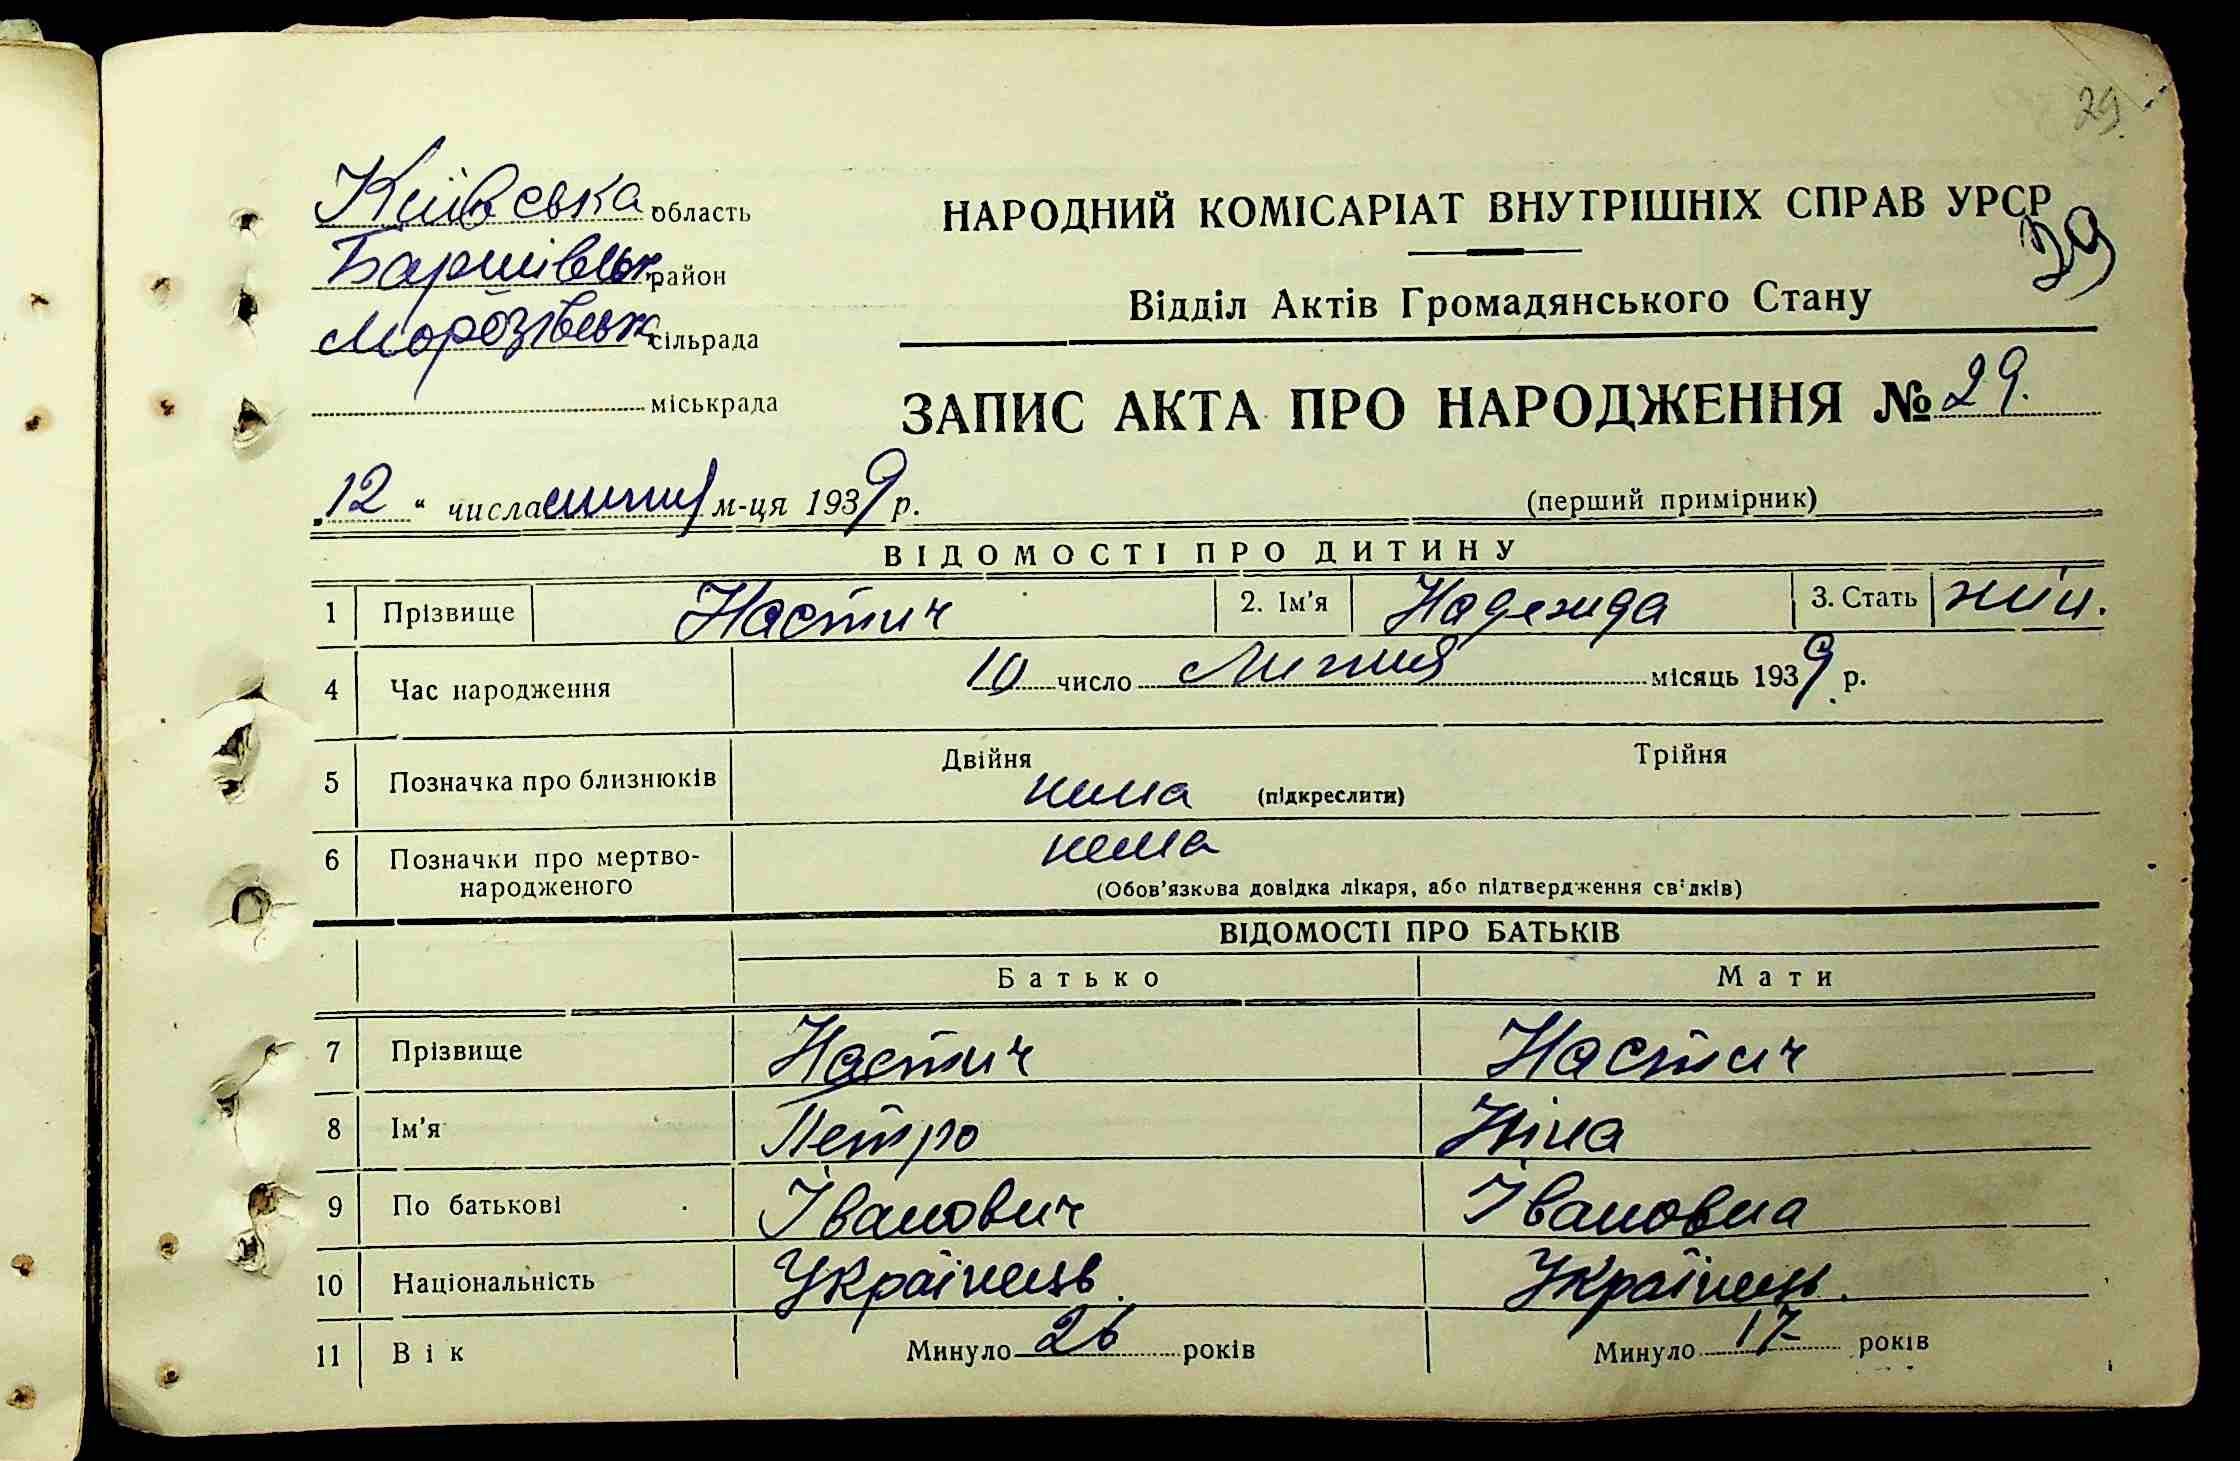 29.
Київська область
Баришівськ. район
Морозівська сільрада
міськрада
НАРОДНИЙ КОМІСАРІАТ ВНУТРІШНІХ СПРАВ УРСР
29
Відділ Актів Громадянського Стану
ЗАПИС АКТА ПРО НАРОДЖЕННЯ № 29.
„12“ числа липня м-ця 1939 р.
(перший примірник)
ВІДОМОСТІ ПРО ДИТИНУ
1 Прізвище Настич 2. Ім'я Надежда 3. Стать жін.
4 Час народження 10 число Липня місяць 1939 р.
5 Позначка про близнюків Двійня Трійня
нема (підкреслити)
6 Позначки про мертво-народженого нема
(Обов'язкова довідка лікаря, або підтвердження свідків)
ВІДОМОСТІ ПРО БАТЬКІВ
Батько Мати
7 Прізвище Настич Настич
8 Ім'я Петро Ніна
9 По батькові Іванович Івановна
10 Національність Українець. Українець.
11 Вік Минуло 26 років Минуло 17 років